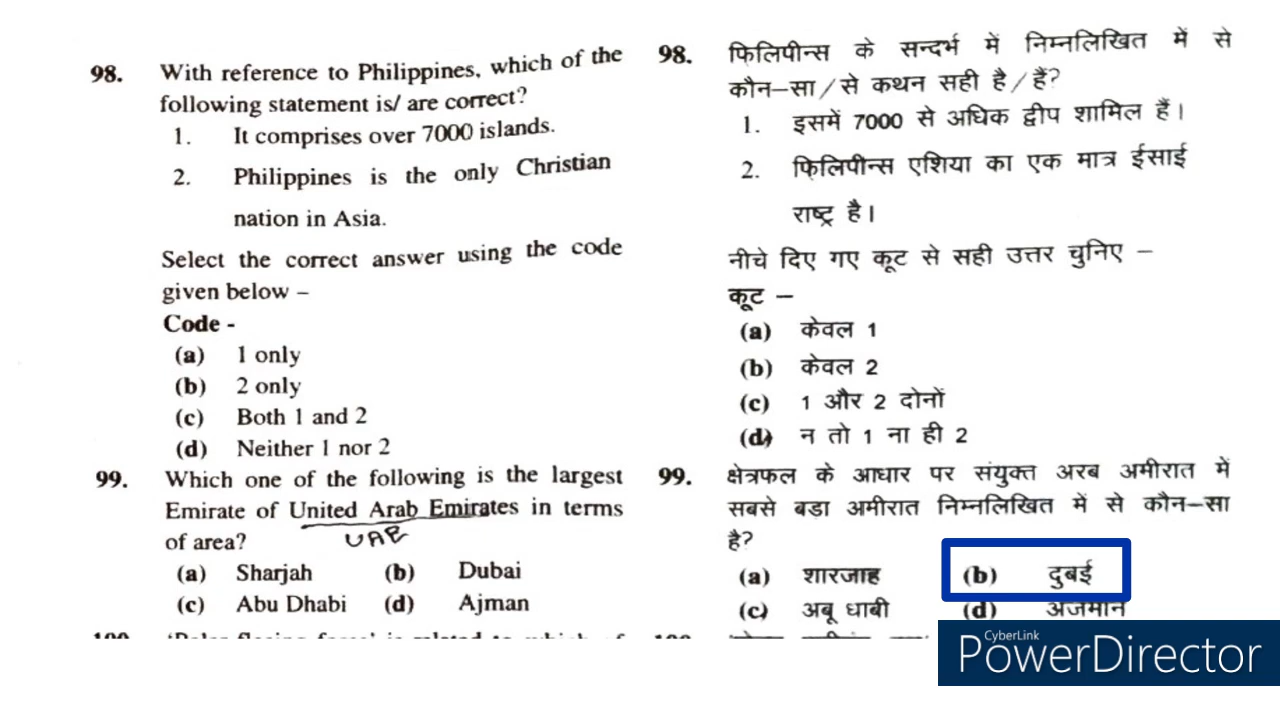 98. With reference to Philippines, which of the
following statement is/ are correct?
1. It comprises over 7000 islands.
2. Philippines is the only Christian
nation in Asia.
Select the correct answer using the code
given below –
Code -
(a) 1 only
(b) 2 only
(c) Both 1 and 2
(d) Neither 1 nor 2
99. Which one of the following is the largest
Emirate of United Arab Emirates in terms
of area? UAE
(a) Sharjah (b) Dubai
(c) Abu Dhabi (d) Ajman
98. फिलिपीन्स के सन्दर्भ में निम्नलिखित में से
कौन–सा/से कथन सही है/हैं?
1. इसमें 7000 से अधिक द्वीप शामिल हैं।
2. फिलिपीन्स एशिया का एक मात्र ईसाई
राष्ट्र है।
नीचे दिए गए कूट से सही उत्तर चुनिए –
कूट –
(a) केवल 1
(b) केवल 2
(c) 1 और 2 दोनों
(d) न तो 1 ना ही 2
99. क्षेत्रफल के आधार पर संयुक्त अरब अमीरात में
सबसे बड़ा अमीरात निम्नलिखित में से कौन–सा
है?
(a) शारजाह (b) दुबई
(c) अबू धाबी (d) अजमान
CyberLink
PowerDirector